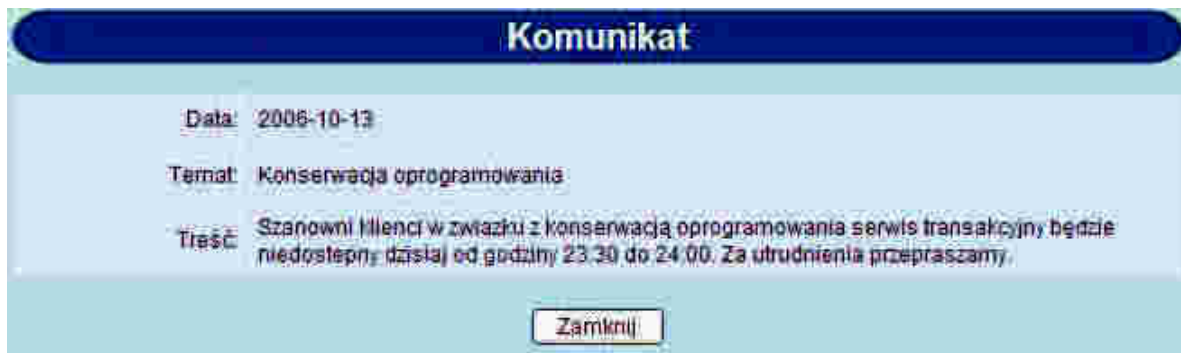 Komunikat
Data: 2006-10-13
Temat: Konserwacja oprogramowania
Treść: Szanowni klienci w związku z konserwacją oprogramowania serwis transakcyjny będzie
niedostępny dzisiaj od godziny 23:30 do 24:00. Za utrudnienia przepraszamy.
Zamknij